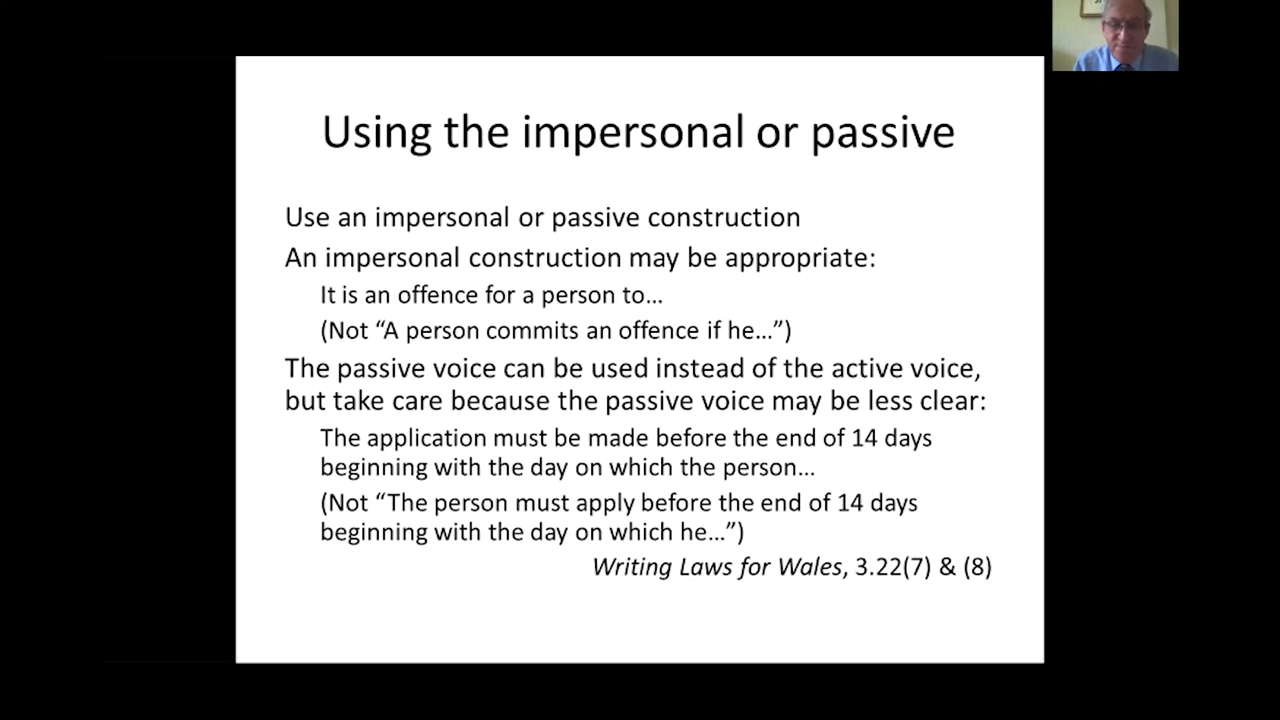 Using the impersonal or passive
Use an impersonal or passive construction
An impersonal construction may be appropriate:
It is an offence for a person to…
(Not “A person commits an offence if he…”)
The passive voice can be used instead of the active voice,
but take care because the passive voice may be less clear:
The application must be made before the end of 14 days
beginning with the day on which the person…
(Not “The person must apply before the end of 14 days
beginning with the day on which he…”)
Writing Laws for Wales, 3.22(7) & (8)